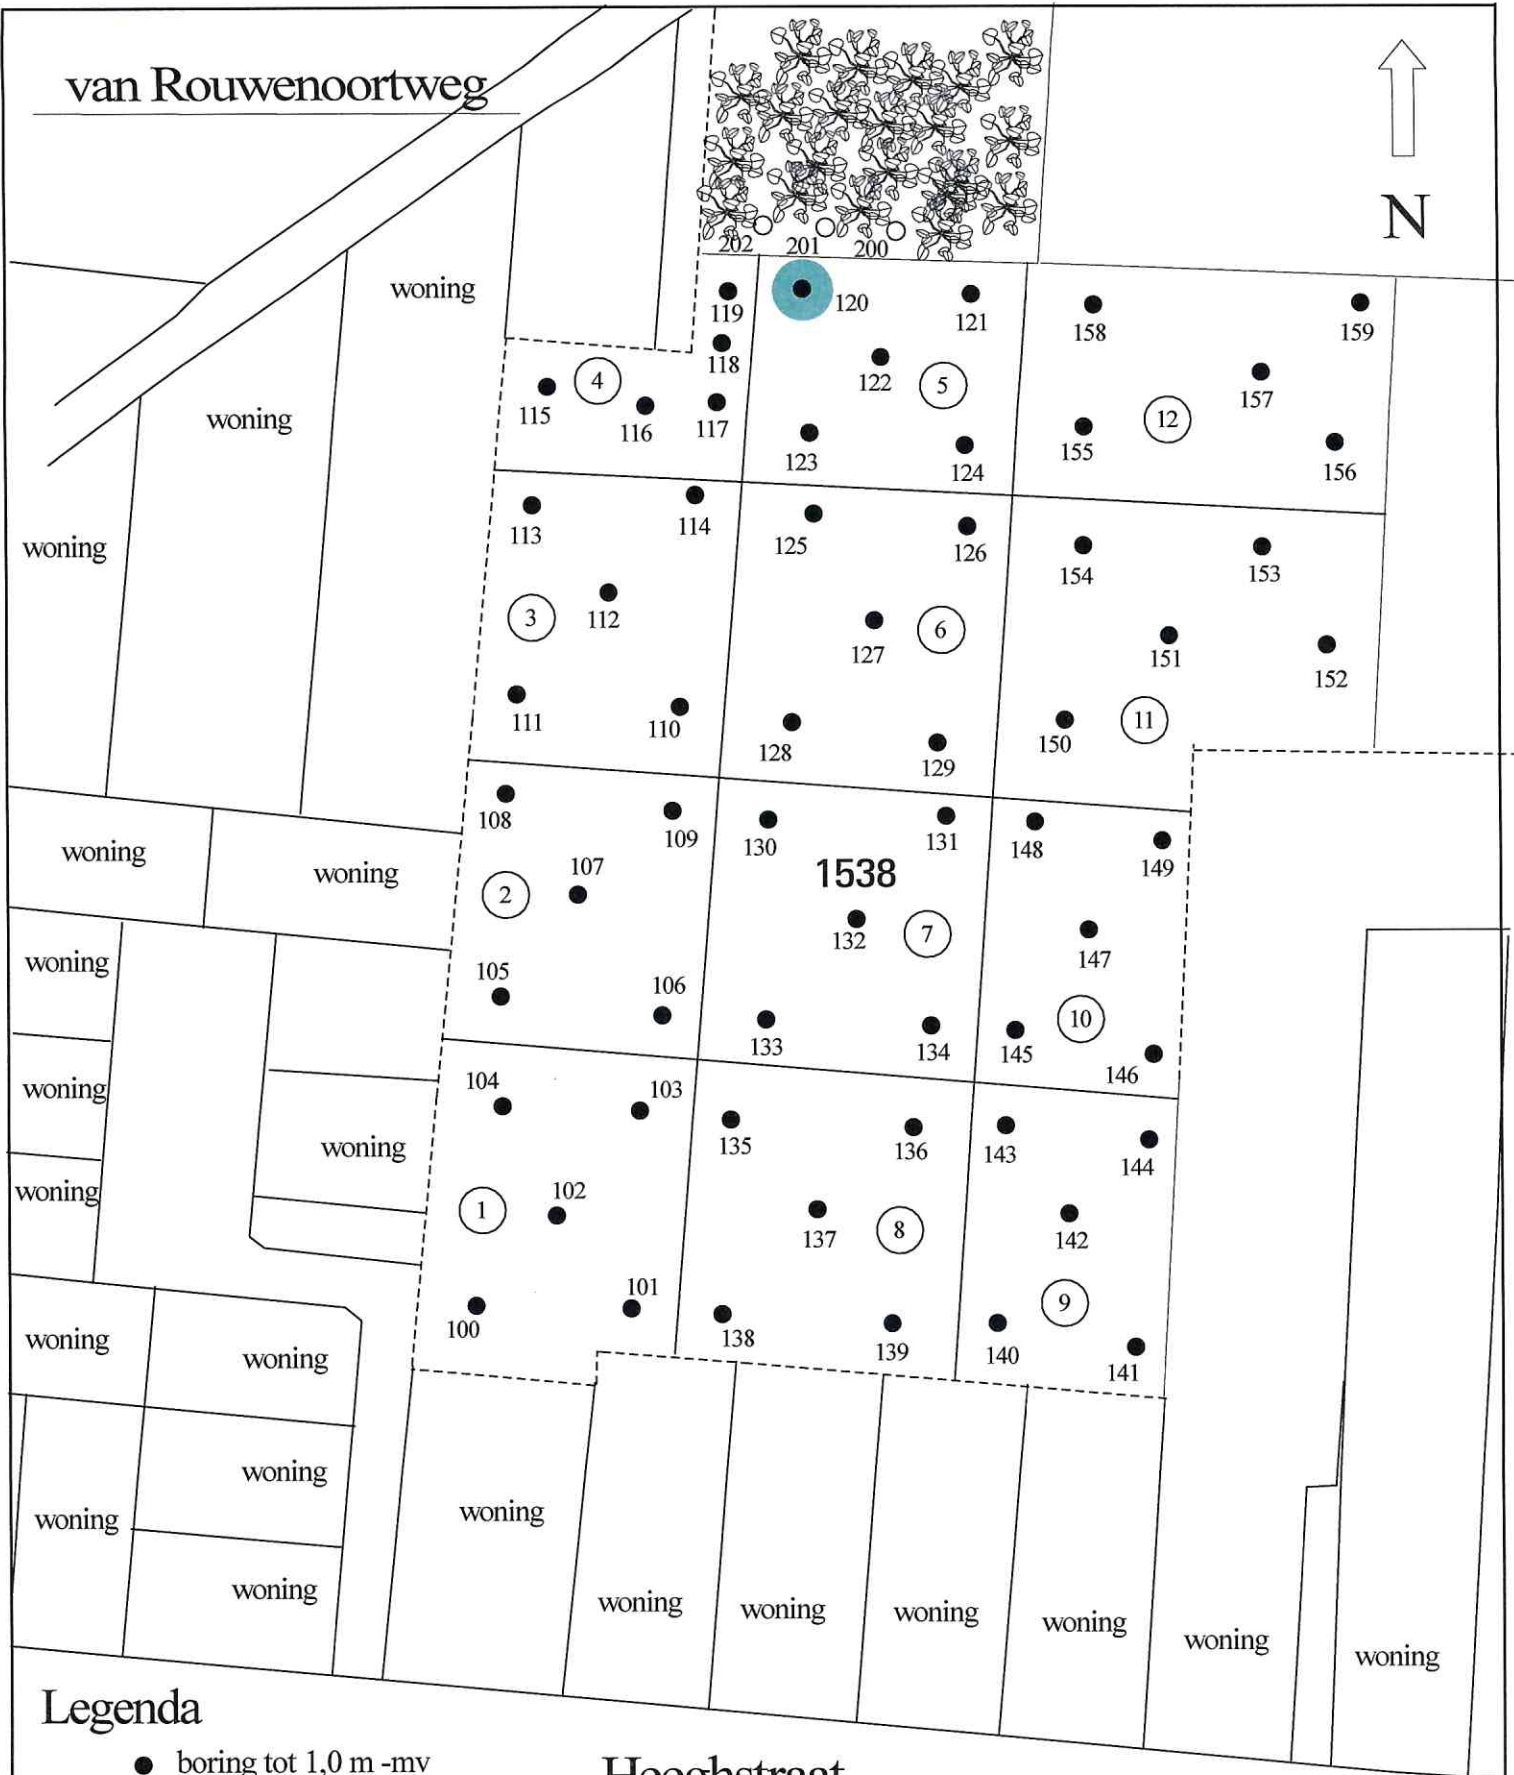 van Rouwenoortweg
N
202 201 200
woning
119 120 121 158 159
118 122 5 157
4 12
115 116 117 123 124 155 156
woning
113 114 125 126 154 153
woning
3 112 127 6 151 152
111 110 128 129 150 11
108 109 130 131 148 149
woning woning
107 1538
2 132 7 147
woning
105 106 133 134 145 10 146
woning
104 103 135 136 143 144
woning
woning
1 102 137 8 142
101 9
100 138 139 140 141
woning woning
woning
woning woning
woning
woning woning woning woning woning woning
Legenda
boring tot 1,0 m -mv
Hooghstraat